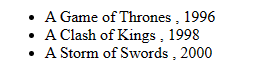 • A Game of Thrones , 1996
• A Clash of Kings , 1998
• A Storm of Swords , 2000